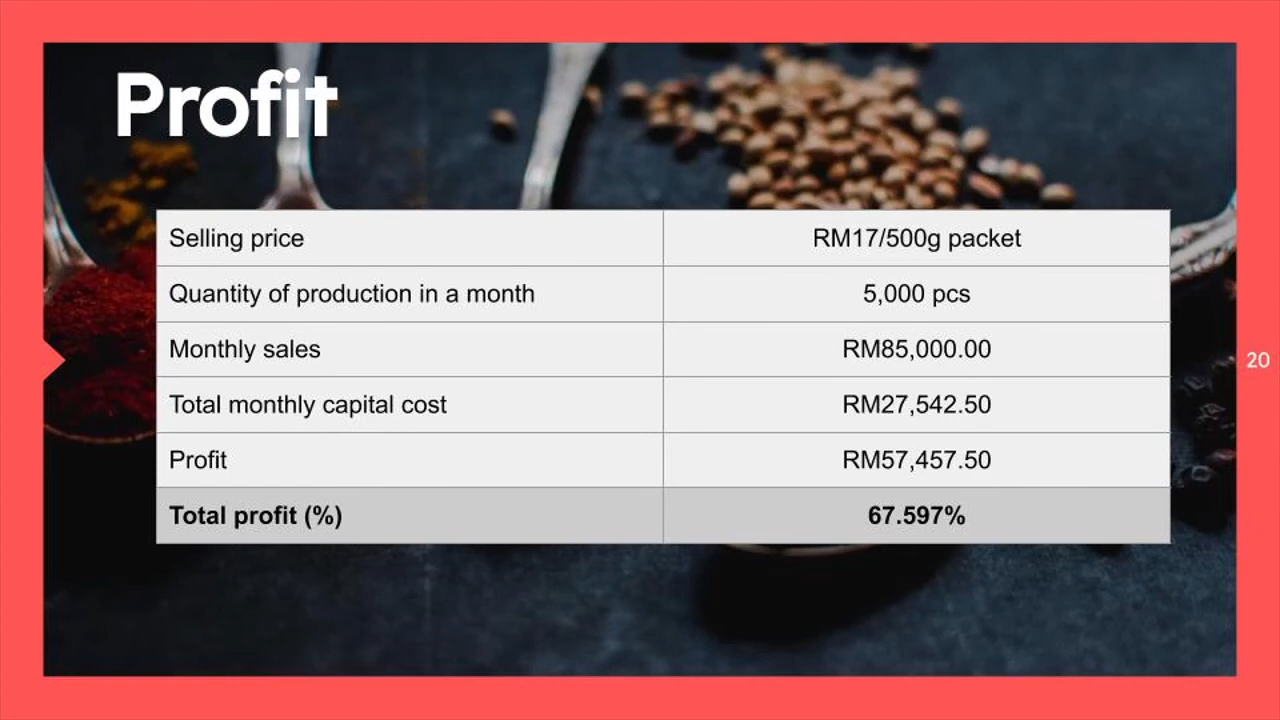 Profit
Selling price RM17/500g packet
Quantity of production in a month 5,000 pcs
Monthly sales RM85,000.00
Total monthly capital cost RM27,542.50
Profit RM57,457.50
Total profit (%) 67.597%
20